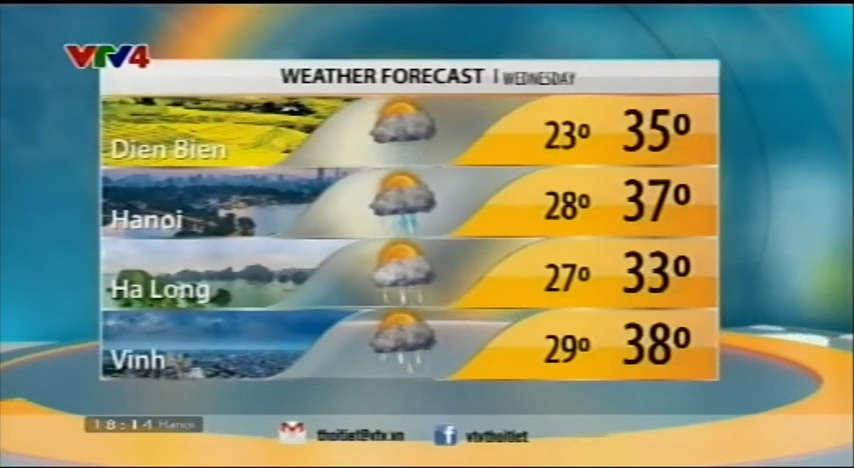 VTV4
WEATHER FORECAST | WEDNESDAY
Dien Bien 23º 35º
Hanoi 28º 37º
Ha Long 27º 33º
Vinh 29º 38º
18:14 Hanoi
thoitiet@vtv.vn vtvthoitiet